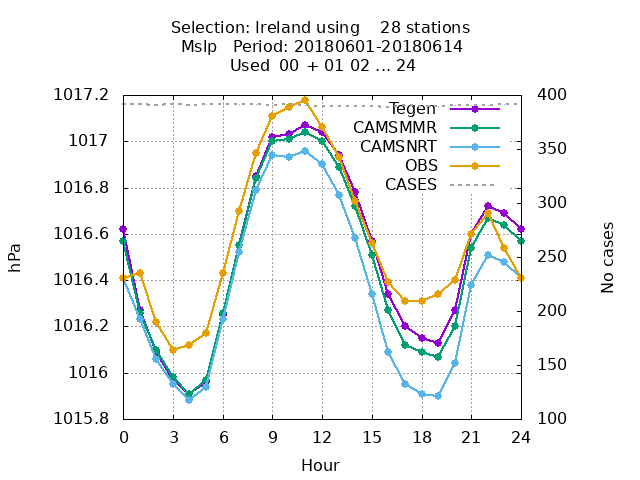 Selection: Ireland using    28 stations
Mslp   Period: 20180601-20180614
Used  00 + 01 02 ... 24
1017.2
1017
1016.8
1016.6
1016.4
1016.2
1016
1015.8
hPa
Tegen
CAMSMMR
CAMSNRT
OBS
CASES
400
350
300
250
200
150
100
No cases
0 3 6 9 12 15 18 21 24
Hour